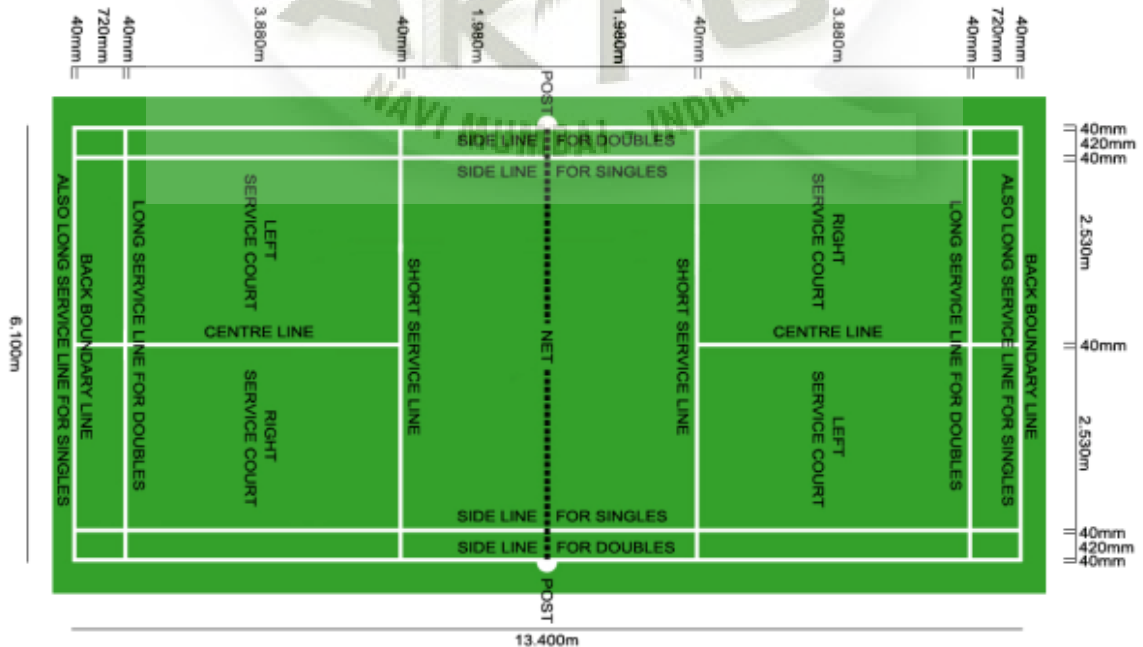 40mm
720mm
40mm
3.880m
40mm
1.980m
1.980m
40mm
3.880m
40mm
720mm
40mm
NAVI MUMBAI - INDIA
POST
SIDE LINE FOR DOUBLES
SIDE LINE FOR SINGLES
40mm
420mm
40mm
ALSO LONG SERVICE LINE FOR SINGLES
BACK BOUNDARY LINE
LONG SERVICE LINE FOR DOUBLES
LEFT
SERVICE COURT
SHORT SERVICE LINE
SHORT SERVICE LINE
RIGHT
SERVICE COURT
LONG SERVICE LINE FOR DOUBLES
ALSO LONG SERVICE LINE FOR SINGLES
BACK BOUNDARY LINE
2.530m
CENTRE LINE
NET
CENTRE LINE
40mm
6.100m
RIGHT
SERVICE COURT
LEFT
SERVICE COURT
2.530m
SIDE LINE FOR SINGLES
SIDE LINE FOR DOUBLES
40mm
420mm
40mm
POST
13.400m